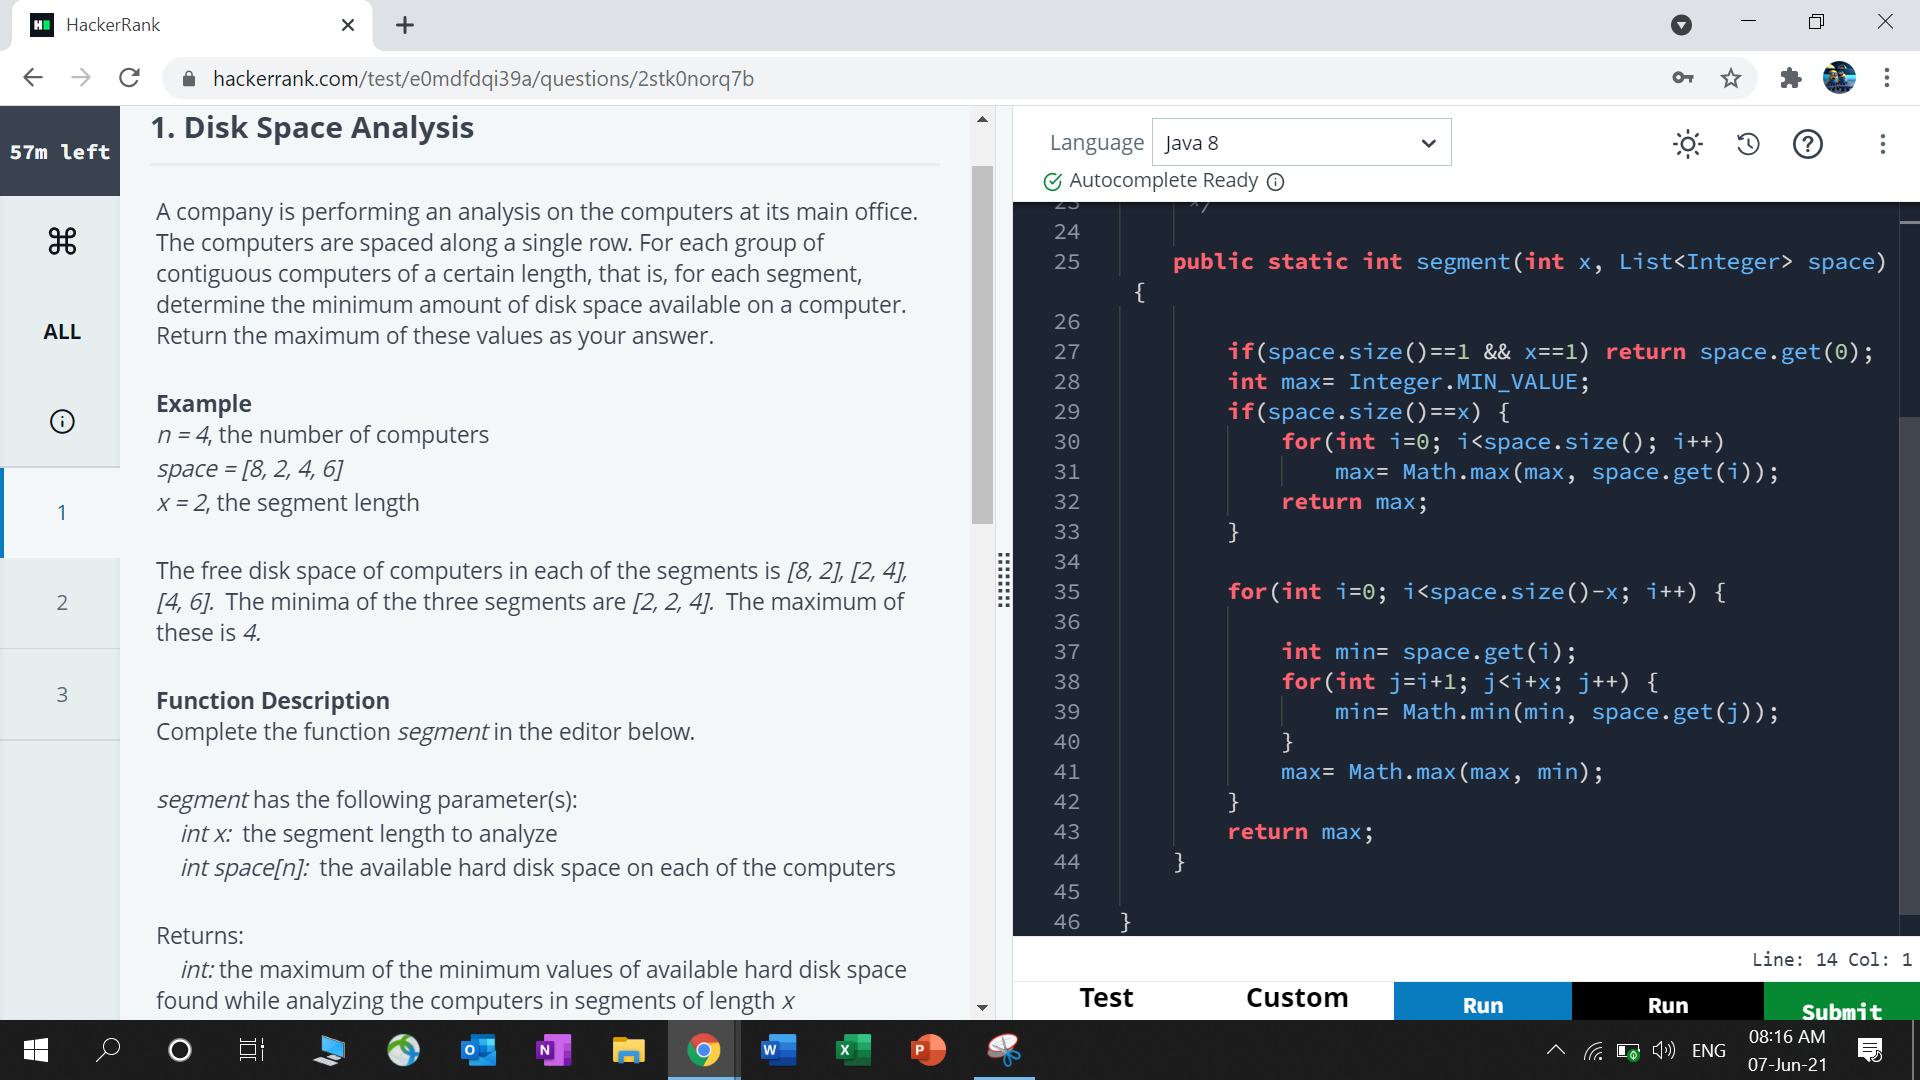 HackerRank
hackerrank.com/test/e0mdfdqi39a/questions/2stk0norq7b
57m left
ALL
1
2
3
1. Disk Space Analysis
A company is performing an analysis on the computers at its main office.
The computers are spaced along a single row. For each group of
contiguous computers of a certain length, that is, for each segment,
determine the minimum amount of disk space available on a computer.
Return the maximum of these values as your answer.
Example
n = 4, the number of computers
space = [8, 2, 4, 6]
x = 2, the segment length
The free disk space of computers in each of the segments is [8, 2], [2, 4],
[4, 6]. The minima of the three segments are [2, 2, 4]. The maximum of
these is 4.
Function Description
Complete the function segment in the editor below.
segment has the following parameter(s):
int x: the segment length to analyze
int space[n]: the available hard disk space on each of the computers
Returns:
int: the maximum of the minimum values of available hard disk space
found while analyzing the computers in segments of length x
Language Java 8
Autocomplete Ready
23 */
24
25 public static int segment(int x, List<Integer> space)
{
26
27 if(space.size()==1 && x==1) return space.get(0);
28 int max= Integer.MIN_VALUE;
29 if(space.size()==x) {
30 for(int i=0; i<space.size(); i++)
31 max= Math.max(max, space.get(i));
32 return max;
33 }
34
35 for(int i=0; i<space.size()-x; i++) {
36
37 int min= space.get(i);
38 for(int j=i+1; j<i+x; j++) {
39 min= Math.min(min, space.get(j));
40 }
41 max= Math.max(max, min);
42 }
43 return max;
44 }
45
46 }
Line: 14 Col: 1
Test Custom Run Run Submit
ENG
08:16 AM
07-Jun-21